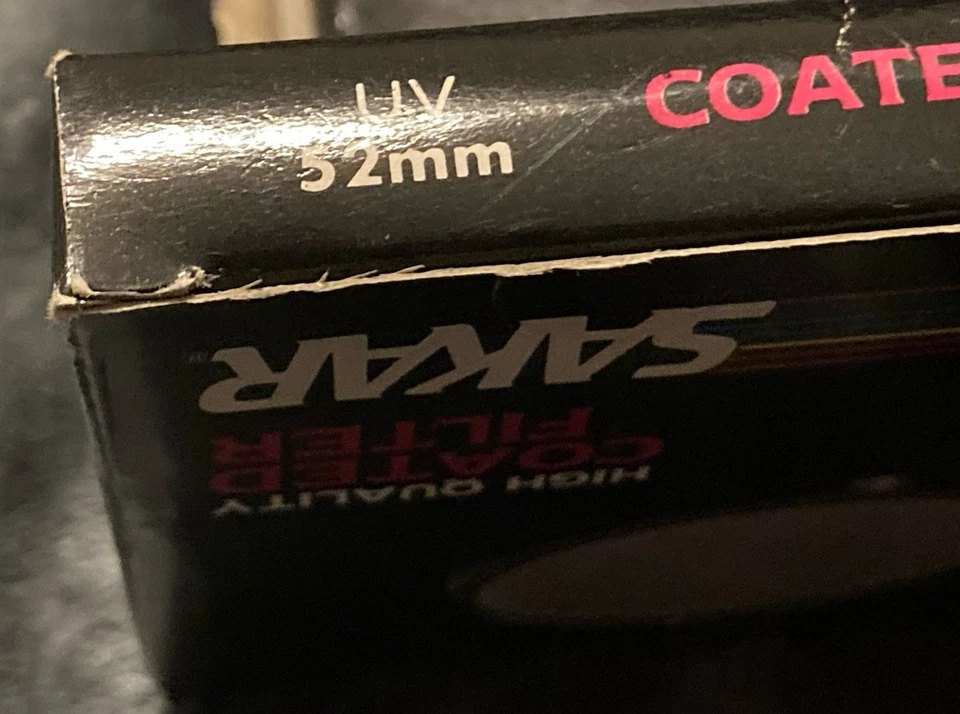 UV
52mm
COATE
HIGH QUALITY
COATED
FILTER
SAKAR®